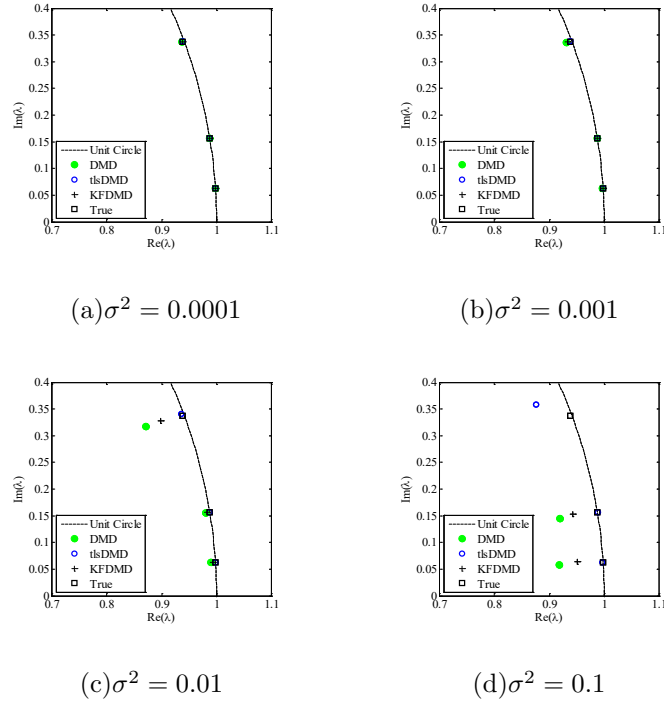 0.4
0.35
0.3
0.25
0.2
0.15
0.1
0.05
0
Im(λ)
Unit Circle
DMD
tlsDMD
KFDMD
True
0.7 0.8 0.9 1 1.1
Re(λ)
(a)σ² = 0.0001
0.4
0.35
0.3
0.25
0.2
0.15
0.1
0.05
0
Im(λ)
Unit Circle
DMD
tlsDMD
KFDMD
True
0.7 0.8 0.9 1 1.1
Re(λ)
(b)σ² = 0.001
0.4
0.35
0.3
0.25
0.2
0.15
0.1
0.05
0
Im(λ)
Unit Circle
DMD
tlsDMD
KFDMD
True
0.7 0.8 0.9 1 1.1
Re(λ)
(c)σ² = 0.01
0.4
0.35
0.3
0.25
0.2
0.15
0.1
0.05
0
Im(λ)
Unit Circle
DMD
tlsDMD
KFDMD
True
0.7 0.8 0.9 1 1.1
Re(λ)
(d)σ² = 0.1